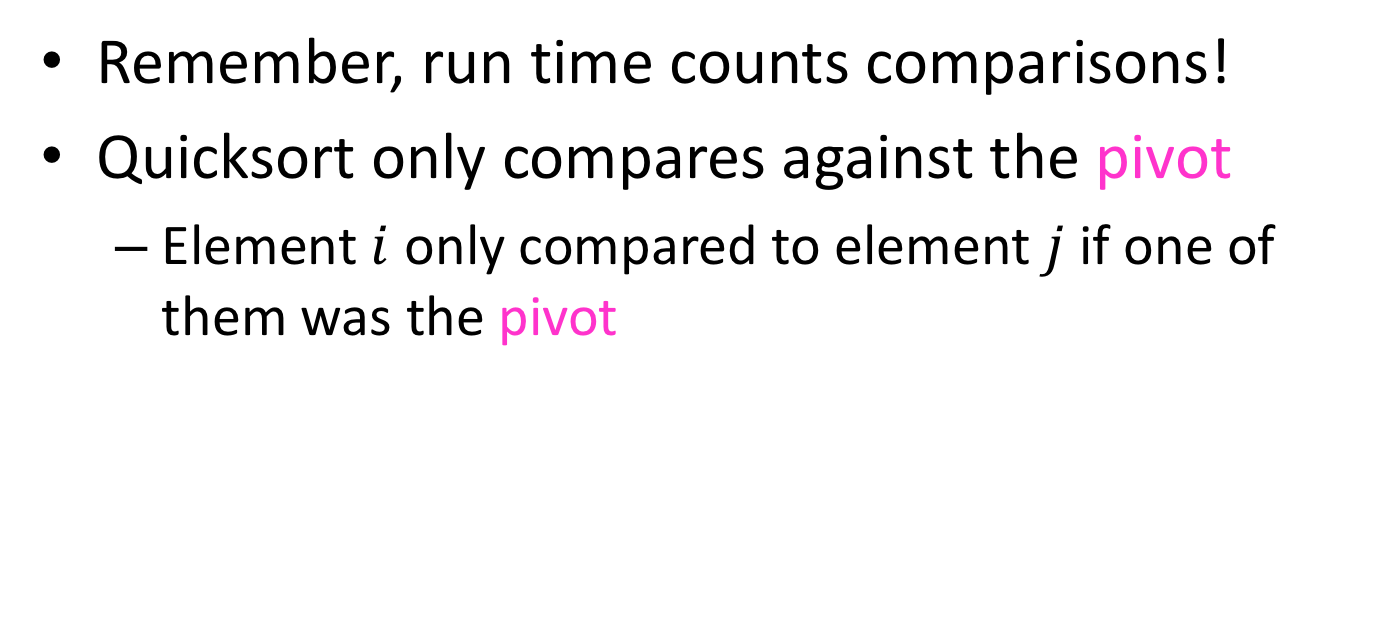 • Remember, run time counts comparisons!
• Quicksort only compares against the pivot
– Element i only compared to element j if one of
them was the pivot